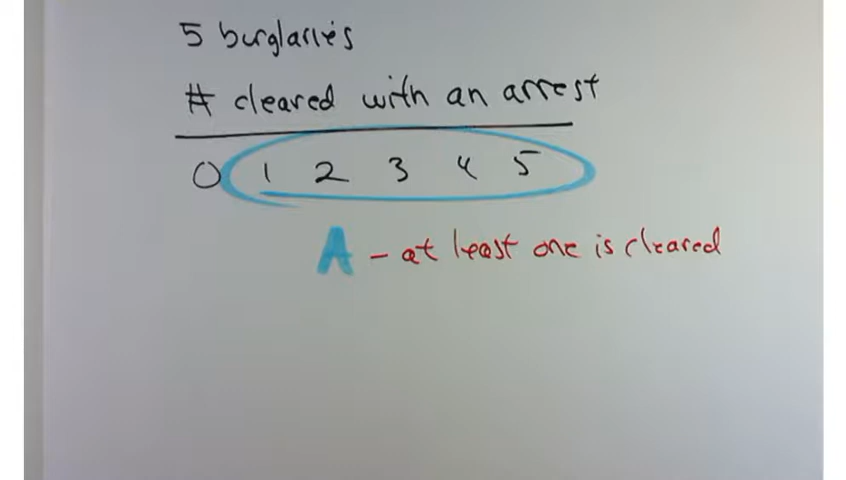 5 burglaries
# cleared with an arrest
0 1 2 3 4 5
A - at least one is cleared